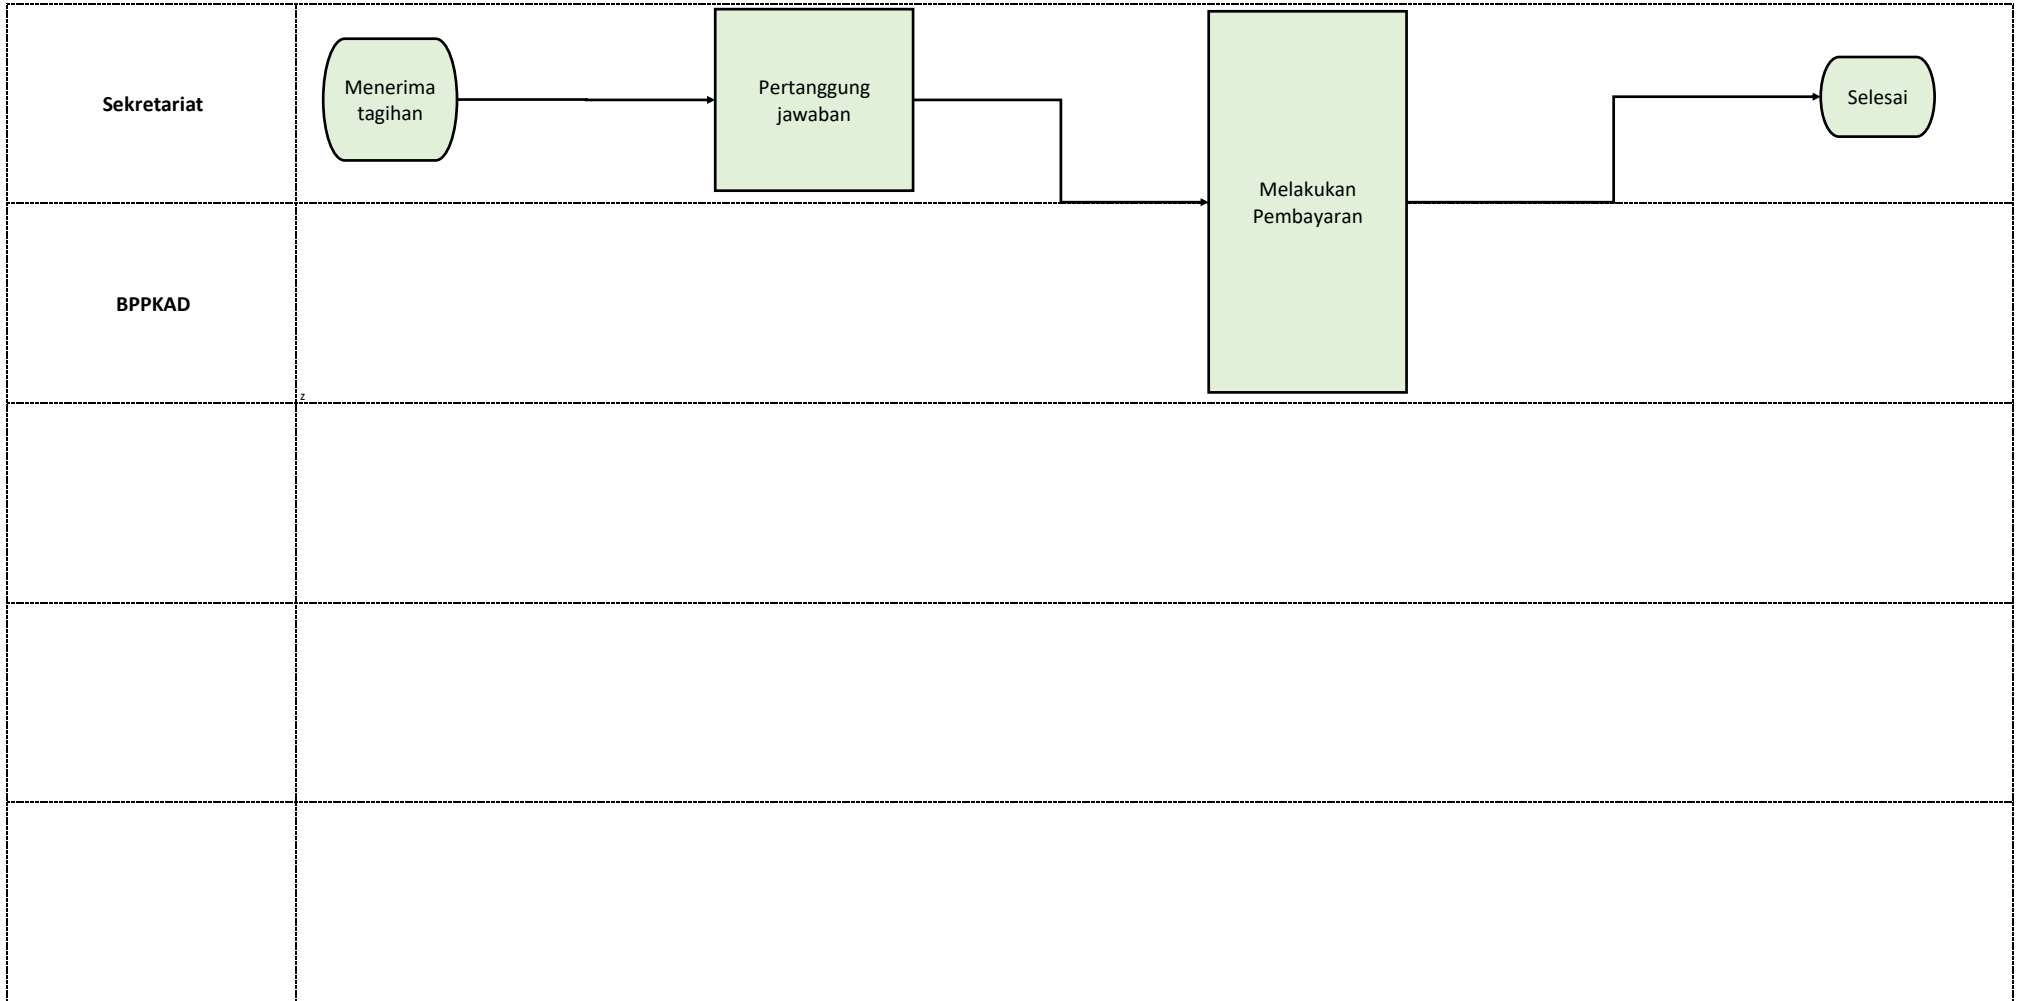 Sekretariat
Menerima
tagihan
Pertanggung
jawaban
Melakukan
Pembayaran
Selesai
BPPKAD
z